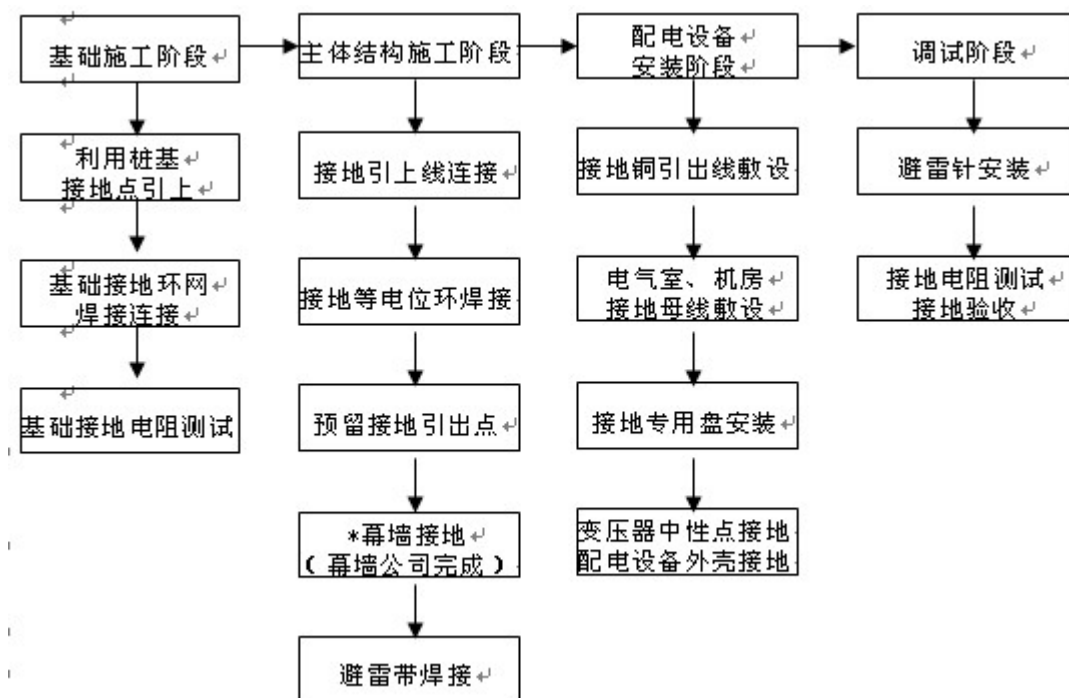 基础施工阶段
主体结构施工阶段
配电设备
安装阶段
调试阶段
利用桩基
接地点引上
接地引上线连接
接地铜引出线敷设
避雷针安装
基础接地环网
焊接连接
接地等电位环焊接
电气室、机房
接地母线敷设
接地电阻测试
接地验收
基础接地电阻测试
预留接地引出点
接地专用盘安装
*幕墙接地
(幕墙公司完成)
变压器中性点接地
配电设备外壳接地
避雷带焊接